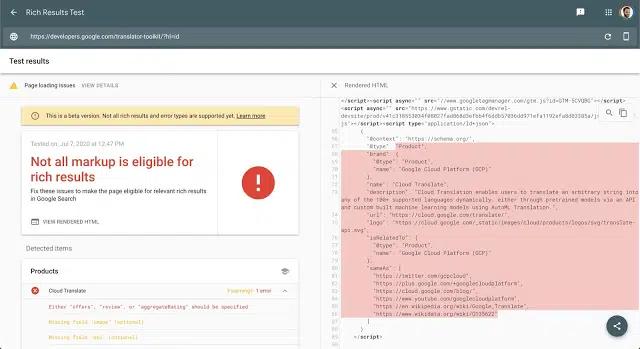 Rich Results Test
https://developers.google.com/translator-toolkit/?hl=id
Test results
Page loading issues VIEW DETAILS
This is a beta version. Not all rich results and error types are supported yet. Learn more
Tested on: Jul 7, 2020 at 12:47 PM
Not all markup is eligible for
rich results
Fix these issues to make the page eligible for relevant rich results
in Google Search
VIEW RENDERED HTML
Detected items
Products
Cloud Translate 1 error
Either "offers", "review", or "aggregateRating" should be specified
Missing field "image" (optional)
Missing field (optional)
Rendered HTML
</script><script async="" src="//www.googletagmanager.com/gtm.js?id=GTM-5CVQBG"></script>
<script async="" src="https://www.gstatic.com/devrel-
js"></script><script type="application/ld+json">
{
"@context": "https://schema.org/",
"@type": "Product",
"brand": {
"@type": "Product",
"name": "Google Cloud Platform (GCP)"
},
"name": "Cloud Translate",
"description": "Cloud Translation enables users to translate an arbitrary string into
any of the 100+ supported languages dynamically, either through pretrained models via an API
and custom built machine learning models using AutoML Translation.",
"url": "https://cloud.google.com/translate/",
"logo": "https://cloud.google.com/_static/images/cloud/products/logos/svg/translate-
api.svg",
"isRelatedTo": {
"@type": "Product",
"name": "Google Cloud Platform (GCP)"
},
"sameAs": [
"https://twitter.com/gcpcloud",
"https://plus.google.com/+googlecloudplatform",
"https://cloud.google.com/blog/",
"https://www.youtube.com/googlecloudplatform",
"https://en.wikipedia.org/wiki/Google_Translate",
"https://www.wikidata.org/wiki/Q135622"
]
}
</script>